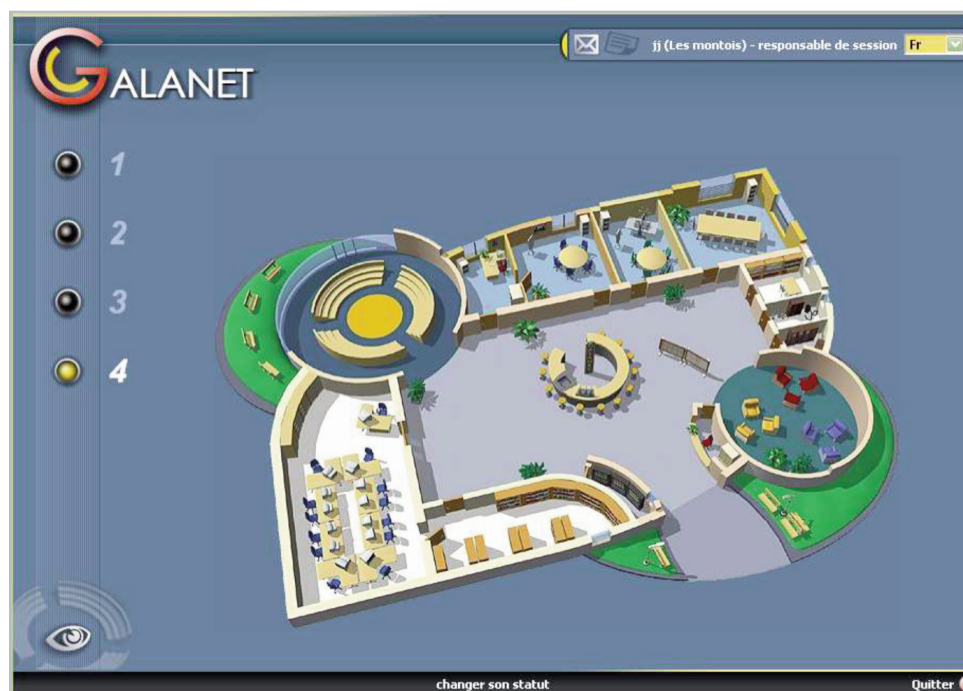 jj (Les montois) - responsable de session Fr
GALANET
1
2
3
4
changer son statut Quitter